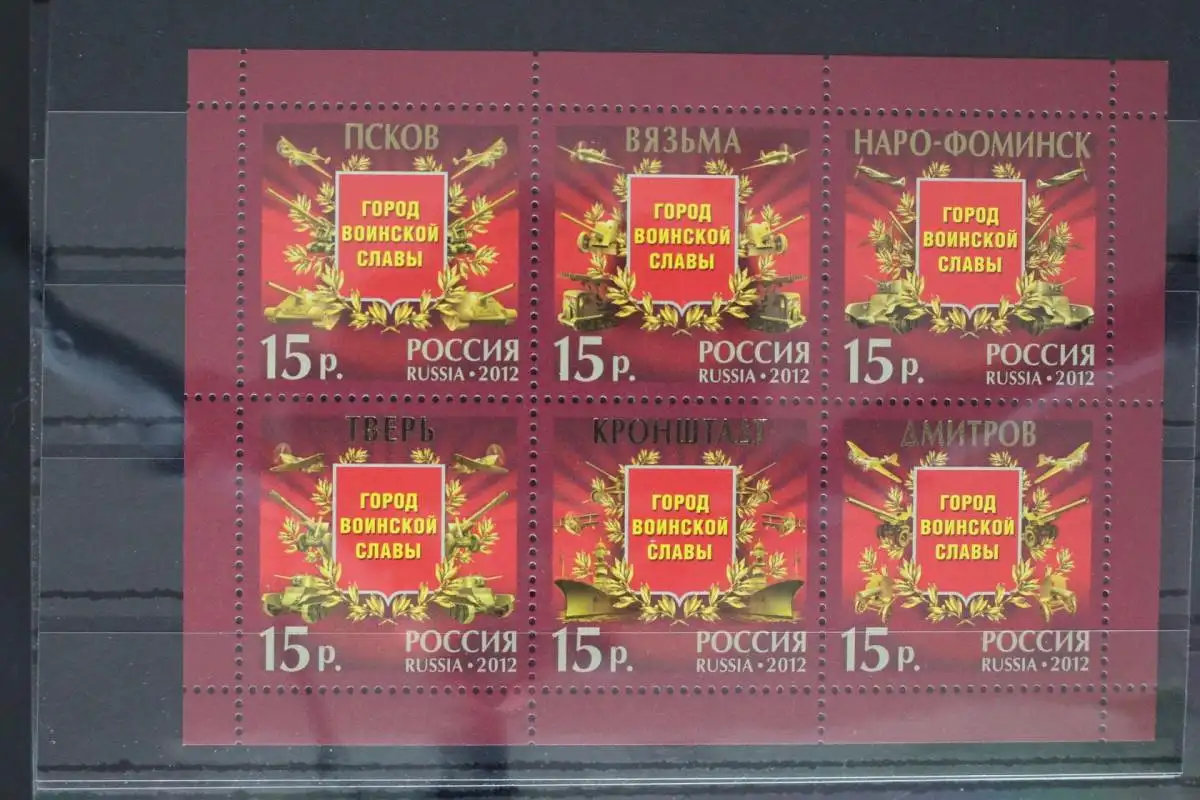 ПСКОВ
ГОРОД
ВОИНСКОЙ
СЛАВЫ
15 р.
РОССИЯ
RUSSIA • 2012
ВЯЗЬМА
ГОРОД
ВОИНСКОЙ
СЛАВЫ
15 р.
РОССИЯ
RUSSIA • 2012
НАРО-ФОМИНСК
ГОРОД
ВОИНСКОЙ
СЛАВЫ
15 р.
РОССИЯ
RUSSIA • 2012
ТВЕРЬ
ГОРОД
ВОИНСКОЙ
СЛАВЫ
15 р.
РОССИЯ
RUSSIA • 2012
КРОНШТАДТ
ГОРОД
ВОИНСКОЙ
СЛАВЫ
15 р.
РОССИЯ
RUSSIA • 2012
ДМИТРОВ
ГОРОД
ВОИНСКОЙ
СЛАВЫ
15 р.
РОССИЯ
RUSSIA • 2012